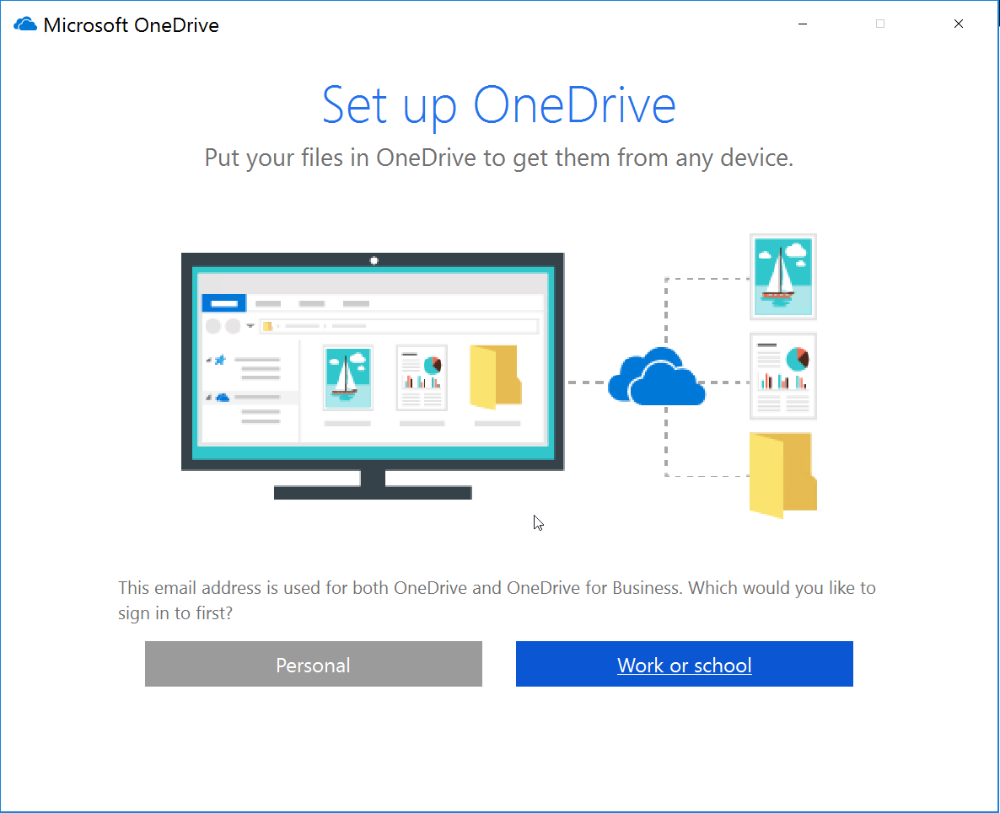 Microsoft OneDrive
Set up OneDrive
Put your files in OneDrive to get them from any device.
This email address is used for both OneDrive and OneDrive for Business. Which would you like to
sign in to first?
Personal
Work or school